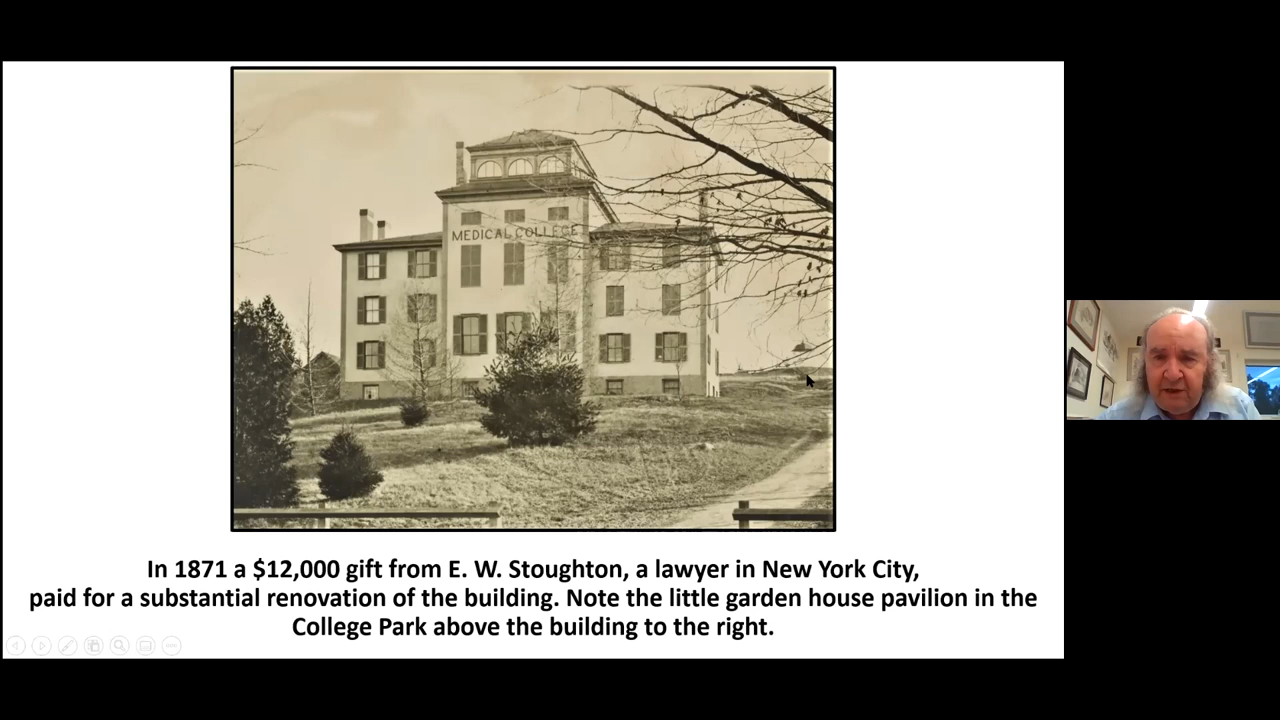 MEDICAL COLLEGE
In 1871 a $12,000 gift from E. W. Stoughton, a lawyer in New York City,
paid for a substantial renovation of the building. Note the little garden house pavilion in the
College Park above the building to the right.